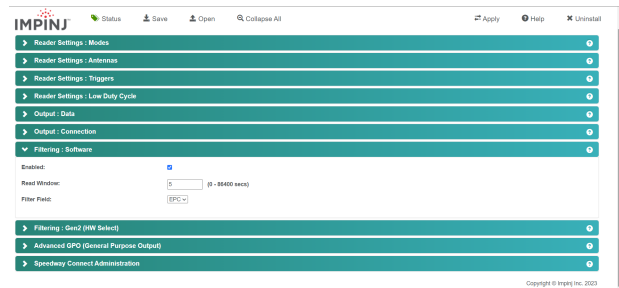 IMPINJ Status Save Open Collapse All Apply Help Uninstall
Reader Settings : Modes
Reader Settings : Antennas
Reader Settings : Triggers
Reader Settings : Low Duty Cycle
Output : Data
Output : Connection
Filtering : Software
Enabled:
Read Window: 5 (0 - 86400 secs)
Filter Field: EPC
Filtering : Gen2 (HW Select)
Advanced GPO (General Purpose Output)
Speedway Connect Administration
Copyright © Impinj Inc. 2023